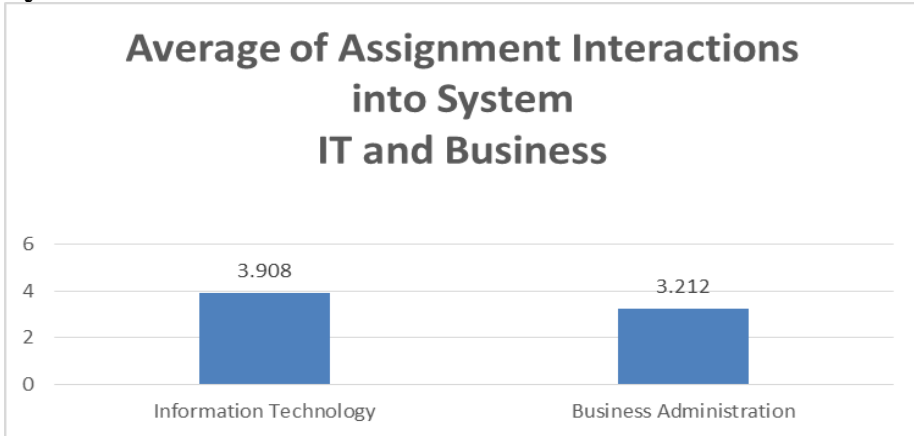 Average of Assignment Interactions
into System
IT and Business
6
3.908
3.212
4
2
0
Information Technology
Business Administration